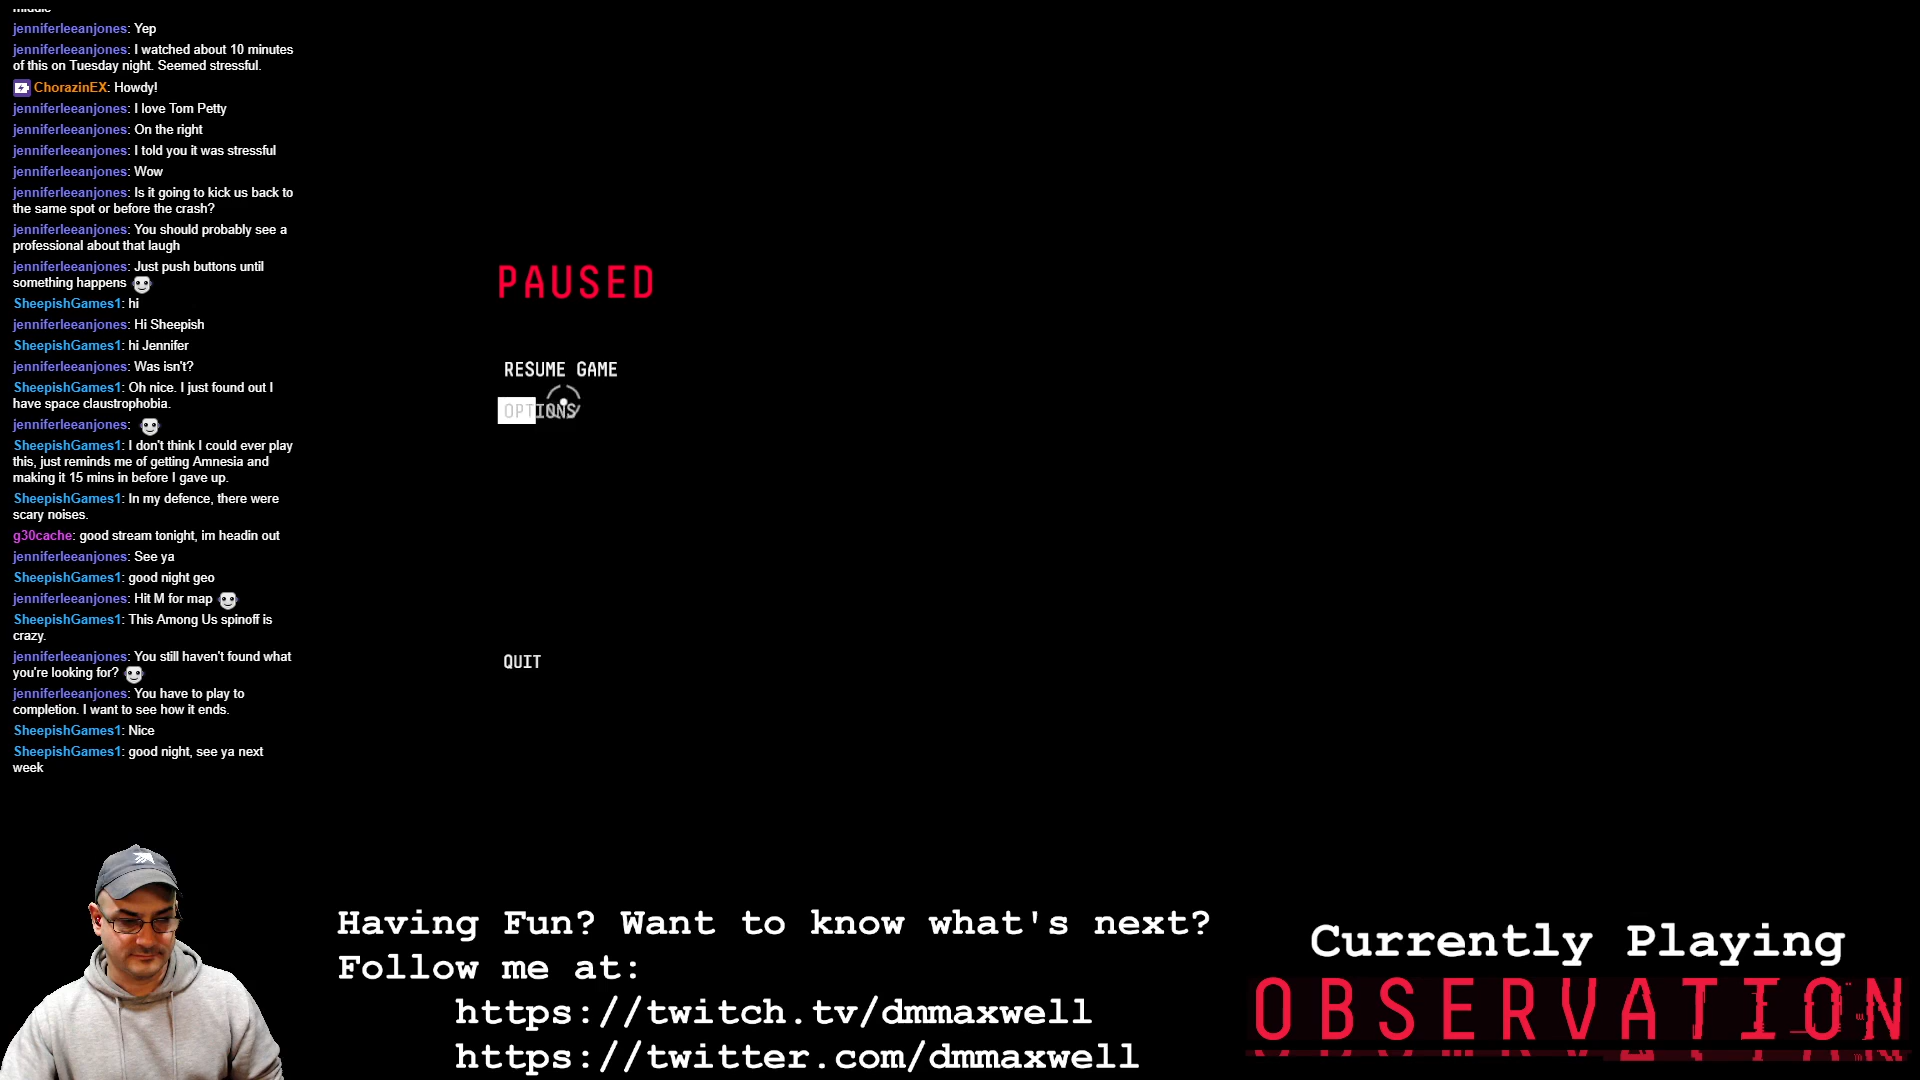 middle
jenniferleeanjones: Yep
jenniferleeanjones: I watched about 10 minutes
of this on Tuesday night. Seemed stressful.
ChorazinEX: Howdy!
jenniferleeanjones: I love Tom Petty
jenniferleeanjones: On the right
jenniferleeanjones: I told you it was stressful
jenniferleeanjones: Wow
jenniferleeanjones: Is it going to kick us back to
the same spot or before the crash?
jenniferleeanjones: You should probably see a
professional about that laugh
jenniferleeanjones: Just push buttons until
something happens
SheepishGames1: hi
jenniferleeanjones: Hi Sheepish
SheepishGames1: hi Jennifer
jenniferleeanjones: Was isn't?
SheepishGames1: Oh nice. I just found out I
have space claustrophobia.
jenniferleeanjones:
SheepishGames1: I don't think I could ever play
this, just reminds me of getting Amnesia and
making it 15 mins in before I gave up.
SheepishGames1: In my defence, there were
scary noises.
g30cache: good stream tonight, im headin out
jenniferleeanjones: See ya
SheepishGames1: good night geo
jenniferleeanjones: Hit M for map
SheepishGames1: This Among Us spinoff is
crazy.
jenniferleeanjones: You still haven't found what
you're looking for?
jenniferleeanjones: You have to play to
completion. I want to see how it ends.
SheepishGames1: Nice
SheepishGames1: good night, see ya next
week
PAUSED
RESUME GAME
OPTIONS
QUIT
Having Fun? Want to know what's next?
Follow me at:
https://twitch.tv/dmmaxwell
https://twitter.com/dmmaxwell
Currently Playing
OBSERVATION